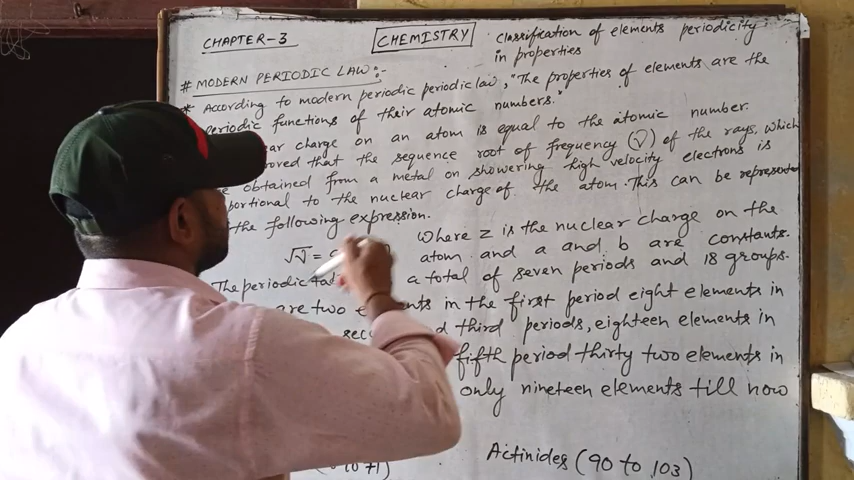 CHAPTER-3
CHEMISTRY
Classification of elements periodicity
in properties
# MODERN PERIODIC LAW :-
* According to modern periodic periodic law, "The properties of elements are the
periodic functions of their atomic numbers."
charge on an atom is equal to the atomic number.
that the sequence root of frequency (√) of the rays, which
obtained from a metal on showering high velocity electrons is
to the nuclear charge of the atom. This can be
the following expression.
Where z is the nuclear charge on the
atom and a and b are constants.
The periodic a total of seven periods and 18 groups.
are two in the first period eight elements in
third periods, eighteen elements in
fifth period thirty two elements in
only nineteen elements till now
Actinides (90 to 103)